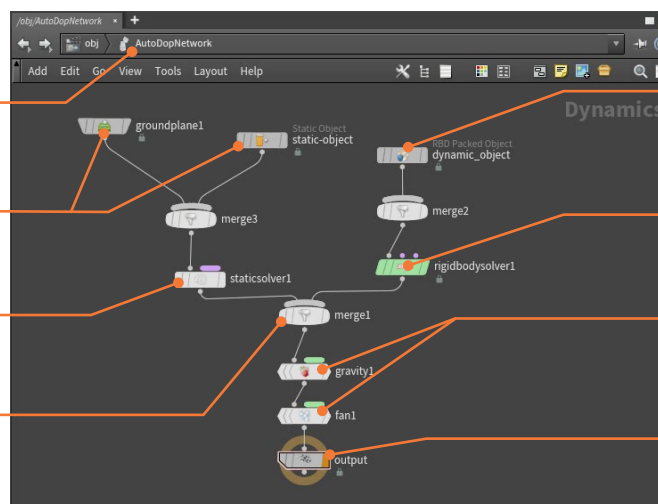 /obj/AutoDopNetwork × +
obj AutoDopNetwork
Add Edit Go View Tools Layout Help
Dynamics
groundplane1
Static Object
static-object
RBD Packed Object
dynamic_object
merge3
merge2
staticsolver1
rigidbodysolver1
merge1
gravity1
fan1
output